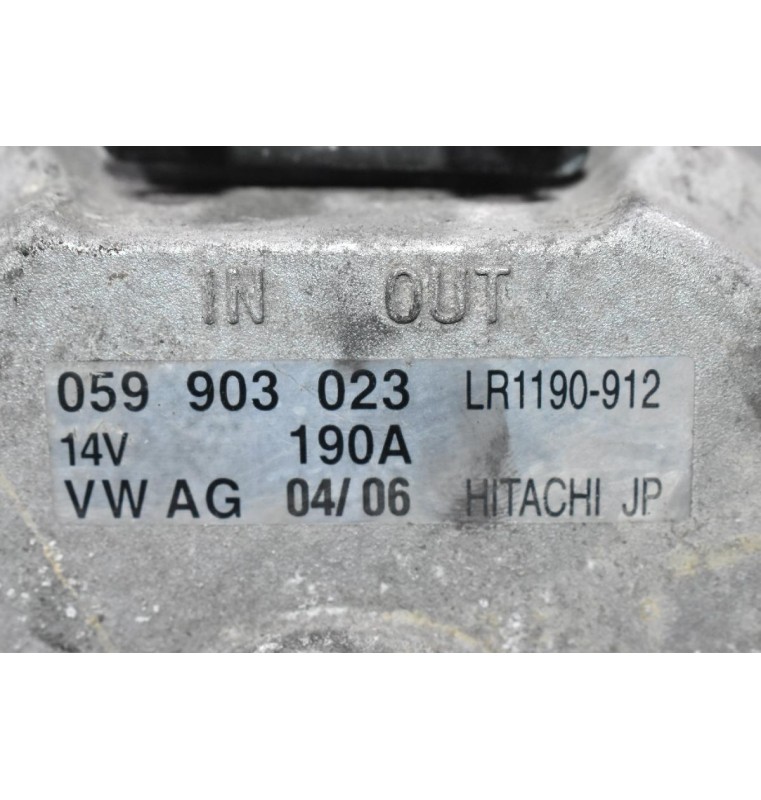 IN OUT
059 903 023 LR1190-912
14V 190A
VW AG 04/06 HITACHI JP